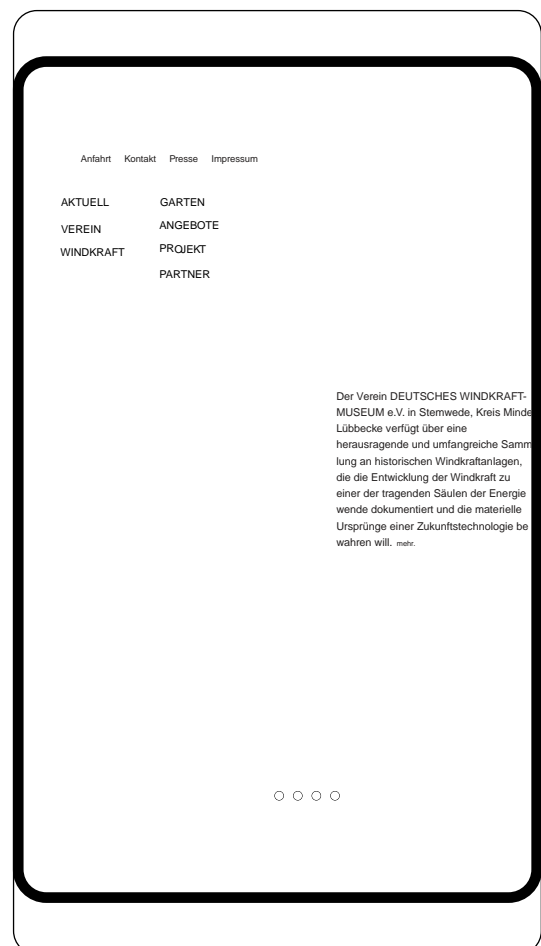 Anfahrt Kontakt Presse Impressum
AKTUELL GARTEN
VEREIN ANGEBOTE
WINDKRAFT PROJEKT
PARTNER
Der Verein DEUTSCHES WINDKRAFT-
MUSEUM e.V. in Stemwede, Kreis Minde
Lübbecke verfügt über eine
herausragende und umfangreiche Samm
lung an historischen Windkraftanlagen,
die die Entwicklung der Windkraft zu
einer der tragenden Säulen der Energie
wende dokumentiert und die materielle
Ursprünge einer Zukunftstechnologie be
wahren will. mehr.